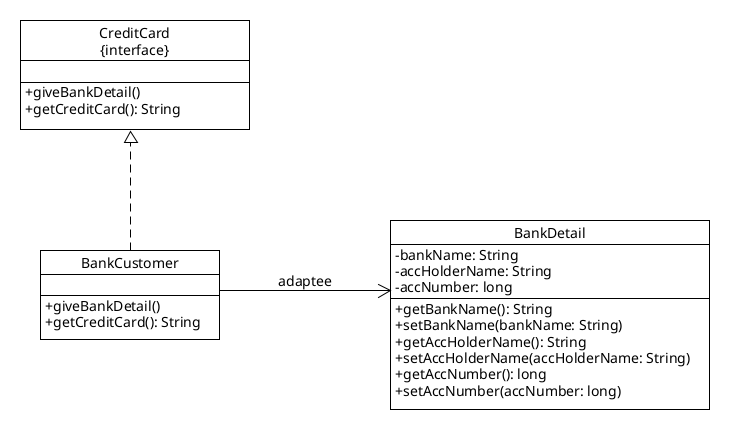 CreditCard
{interface}
+giveBankDetail()
+getCreditCard(): String
BankCustomer
+giveBankDetail()
+getCreditCard(): String
adaptee
BankDetail
-bankName: String
-accHolderName: String
-accNumber: long
+getBankName(): String
+setBankName(bankName: String)
+getAccHolderName(): String
+setAccHolderName(accHolderName: String)
+getAccNumber(): long
+setAccNumber(accNumber: long)